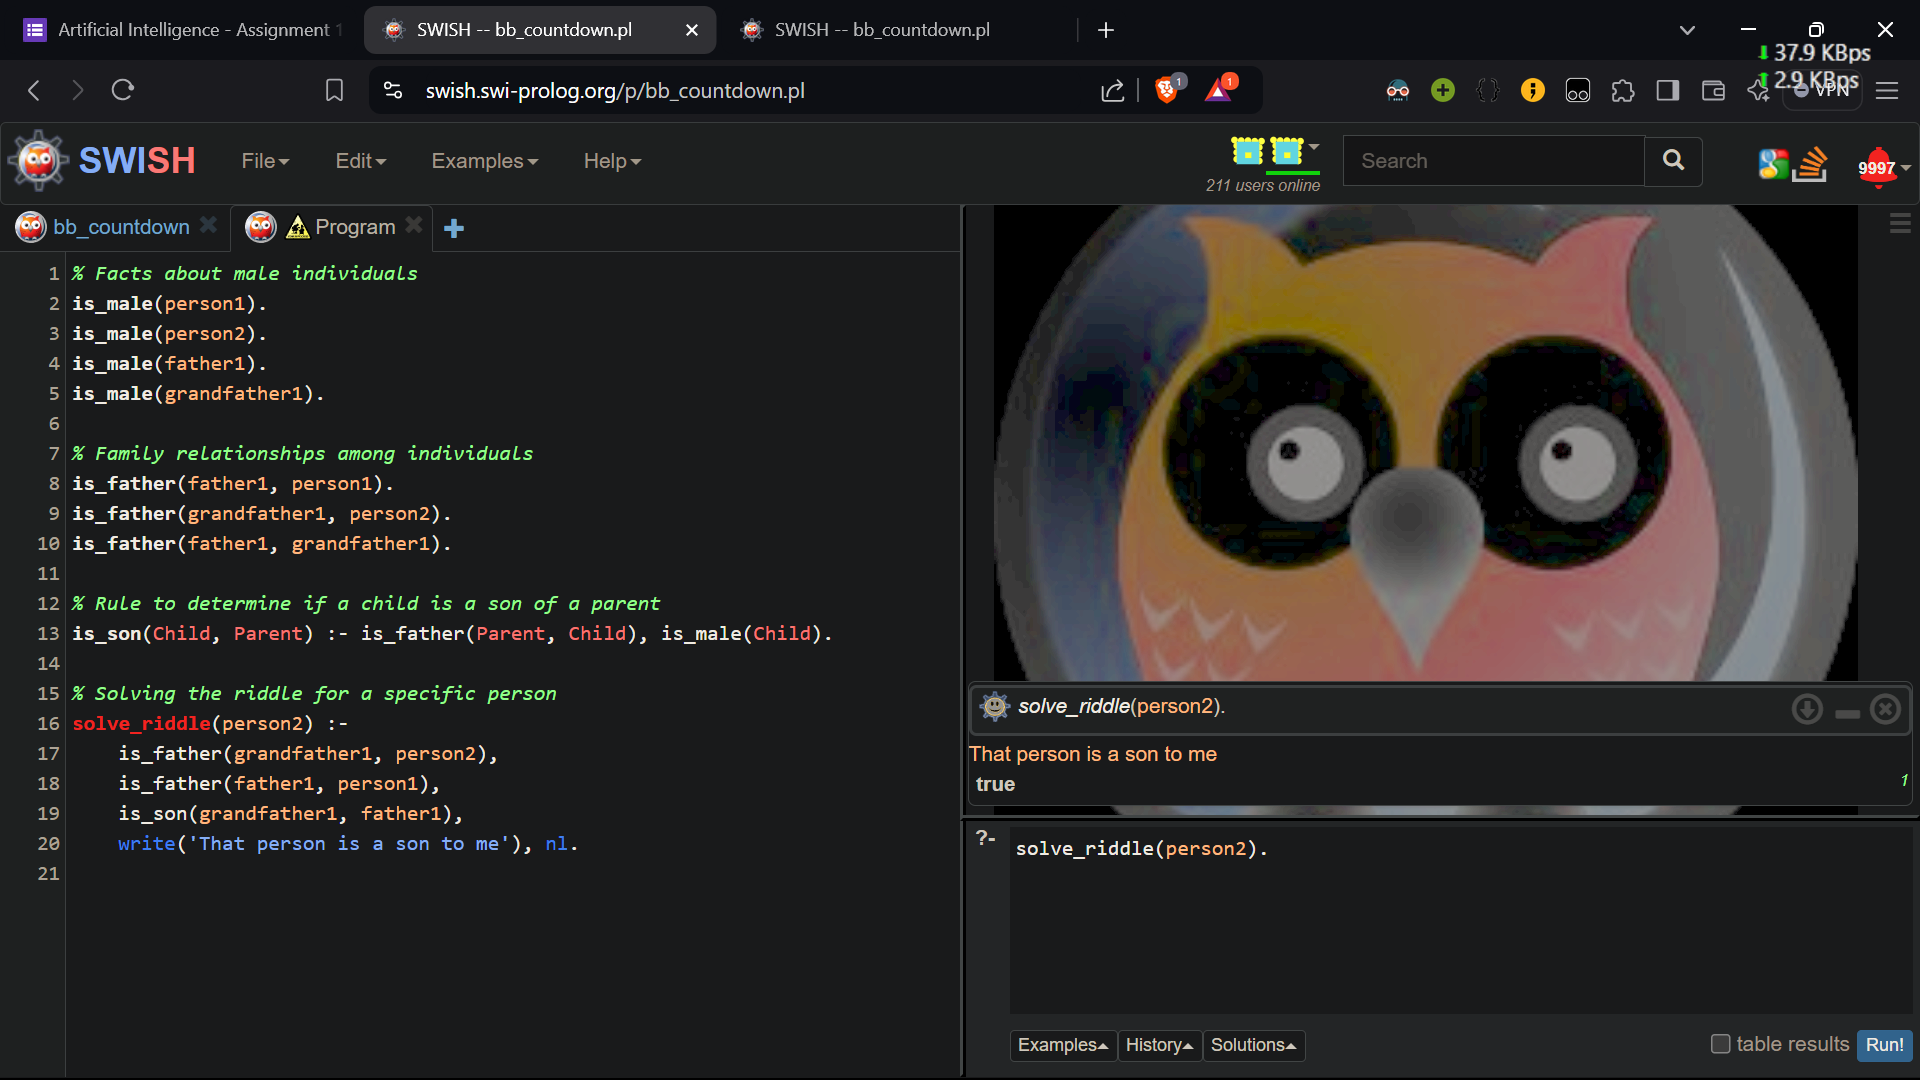 Artificial Intelligence - Assignment 1
SWISH -- bb_countdown.pl
SWISH -- bb_countdown.pl
37.9 KBps
2.9 KBps
swish.swi-prolog.org/p/bb_countdown.pl
1
1
VPN
SWISH
File
Edit
Examples
Help
211 users online
Search
9997
bb_countdown
Program
1 % Facts about male individuals
2 is_male(person1).
3 is_male(person2).
4 is_male(father1).
5 is_male(grandfather1).
6
7 % Family relationships among individuals
8 is_father(father1, person1).
9 is_father(grandfather1, person2).
10 is_father(father1, grandfather1).
11
12 % Rule to determine if a child is a son of a parent
13 is_son(Child, Parent) :- is_father(Parent, Child), is_male(Child).
14
15 % Solving the riddle for a specific person
16 solve_riddle(person2) :-
17 is_father(grandfather1, person2),
18 is_father(father1, person1),
19 is_son(grandfather1, father1),
20 write('That person is a son to me'), nl.
21
solve_riddle(person2).
That person is a son to me
true
1
?- solve_riddle(person2).
Examples
History
Solutions
table results
Run!